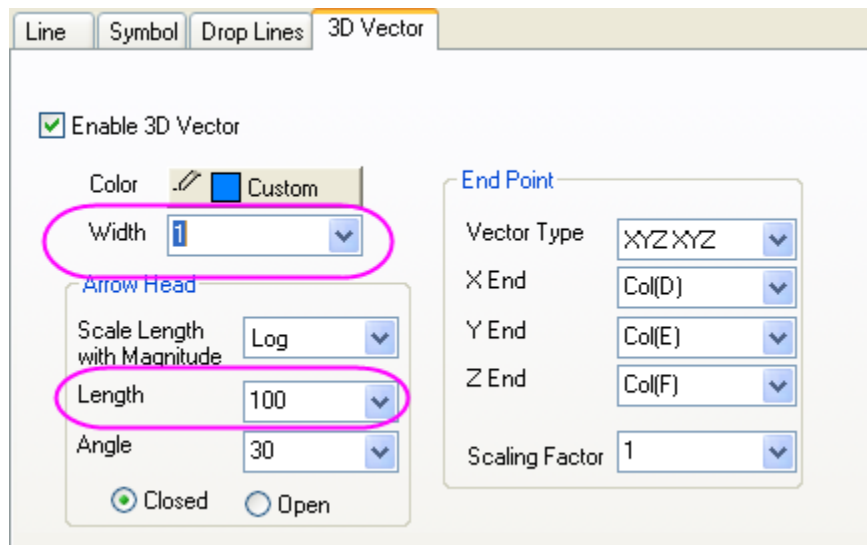 Line Symbol Drop Lines 3D Vector
Enable 3D Vector
Color Custom
Width 1
Arrow Head
Scale Length
with Magnitude Log
Length 100
Angle 30
Closed Open
End Point
Vector Type XYZ XYZ
X End Col(D)
Y End Col(E)
Z End Col(F)
Scaling Factor 1